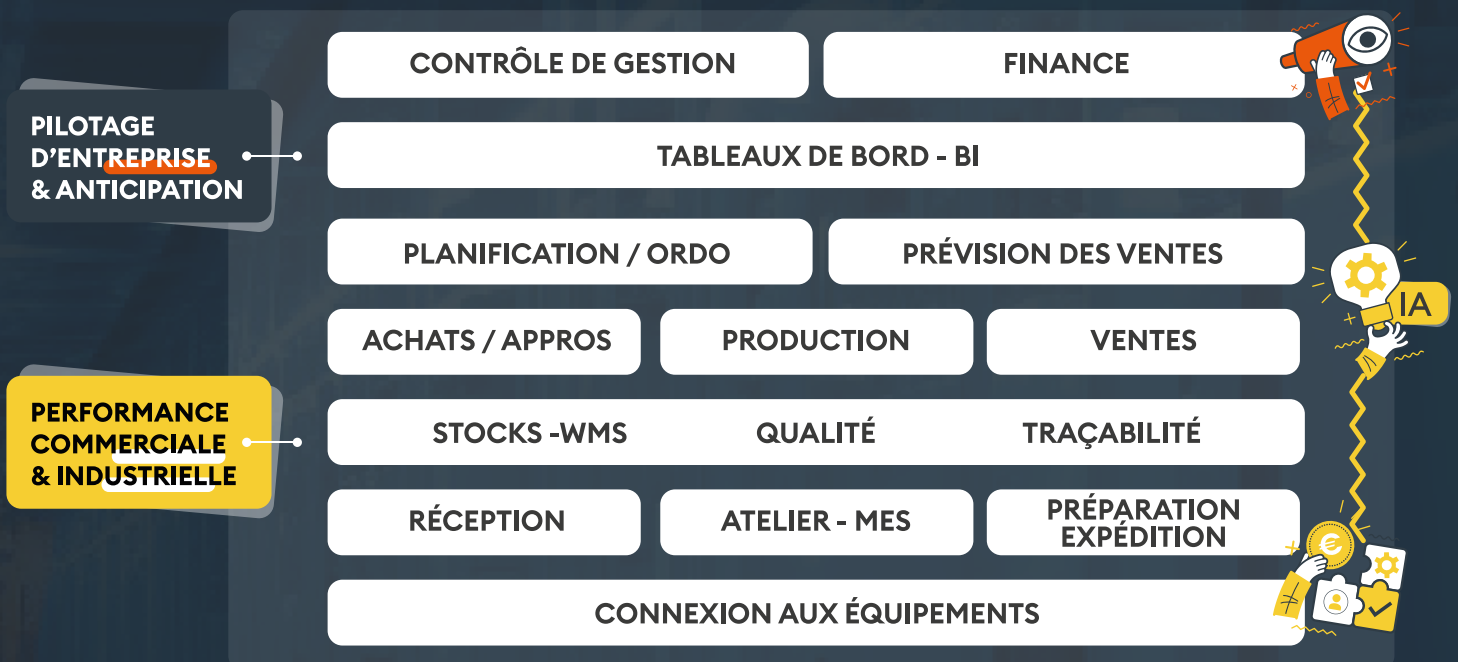 CONTRÔLE DE GESTION
FINANCE
PILOTAGE
D'ENTREPRISE
& ANTICIPATION
TABLEAUX DE BORD - BI
PLANIFICATION / ORDO
PRÉVISION DES VENTES
IA
ACHATS / APPROS
PRODUCTION
VENTES
PERFORMANCE
COMMERCIALE
& INDUSTRIELLE
STOCKS -WMS
QUALITÉ
TRAÇABILITÉ
RÉCEPTION
ATELIER - MES
PRÉPARATION
EXPÉDITION
€
CONNEXION AUX ÉQUIPEMENTS